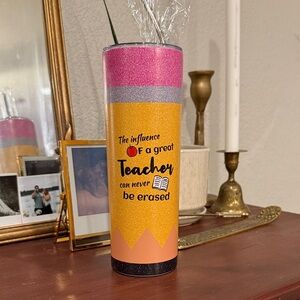 The influence
Of a great
Teacher
can never
be erased